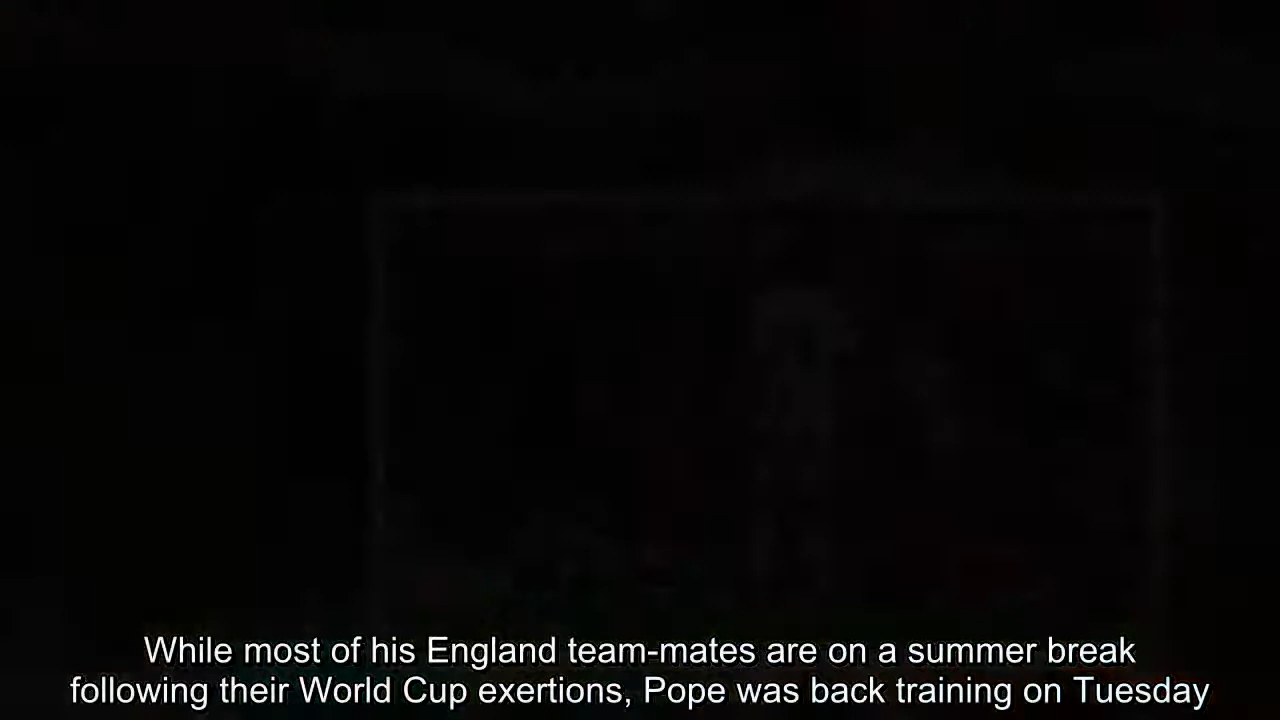 While most of his England team-mates are on a summer break
following their World Cup exertions, Pope was back training on Tuesday